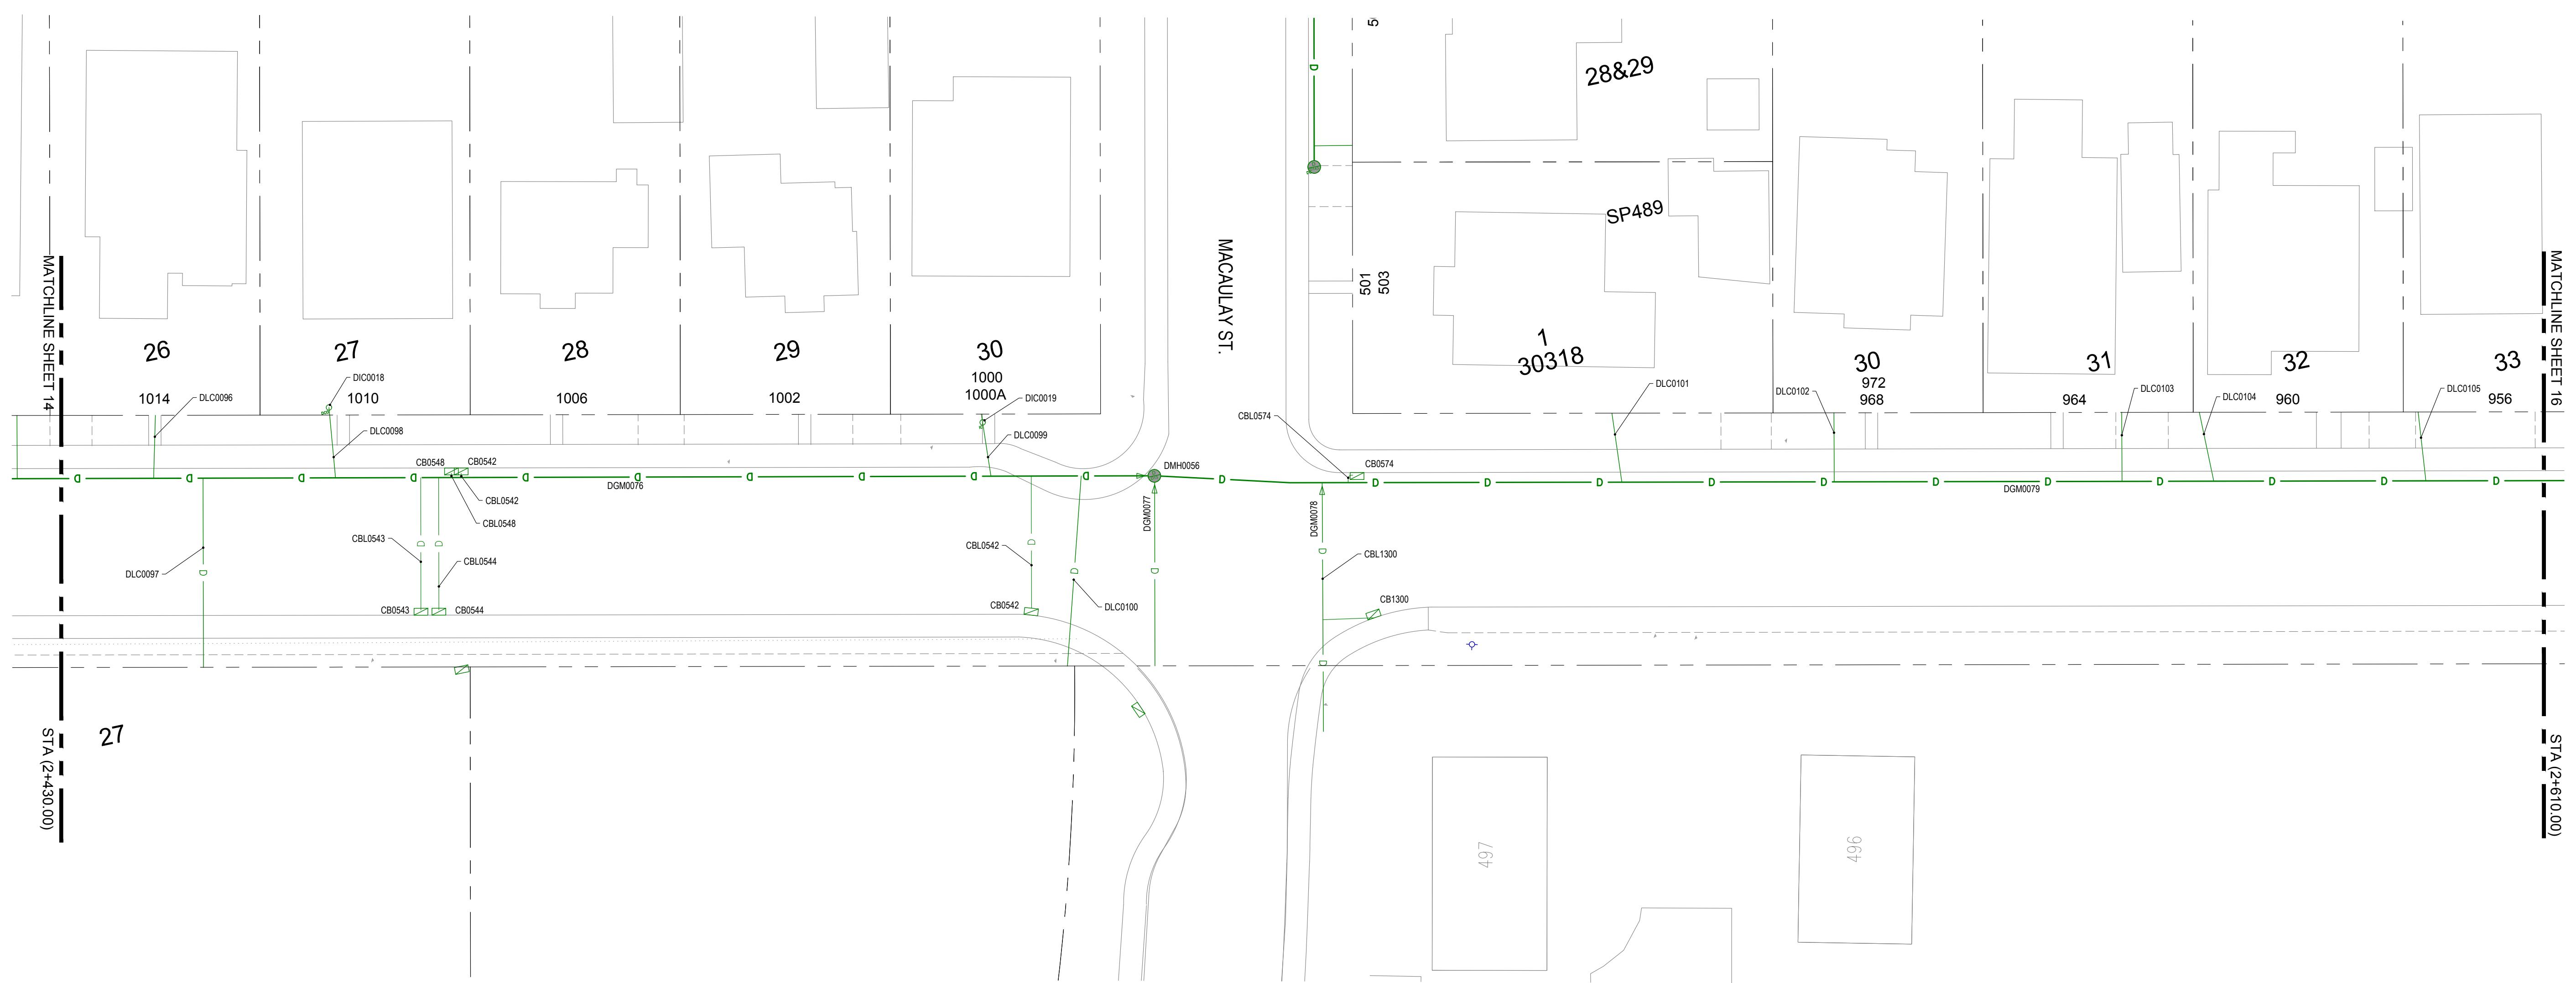 28&29
SP489
MACAULAY ST.
501
503
MATCHLINE SHEET 14
MATCHLINE SHEET 16
26
27
28
29
30
1
30318
30
31
32
33
1014
1010
1006
1002
1000
1000A
972
968
964
960
956
DLC0096
DIC0018
DLC0098
DIC0019
DLC0099
CBL0574
DLC0101
DLC0102
DLC0103
DLC0104
DLC0105
CB0548
CB0542
DMH0056
CB0574
D D D D D D D D D D D D D D D D D D D D D D
DGM0076
DGM0079
CBL0542
CBL0548
DGM0077
DGM0078
CBL0543
CBL0544
CBL0542
CBL1300
DLC0097
CB0543
CB0544
CB0542
DLC0100
CB1300
27
STA (2+430.00)
STA (2+610.00)
497
496